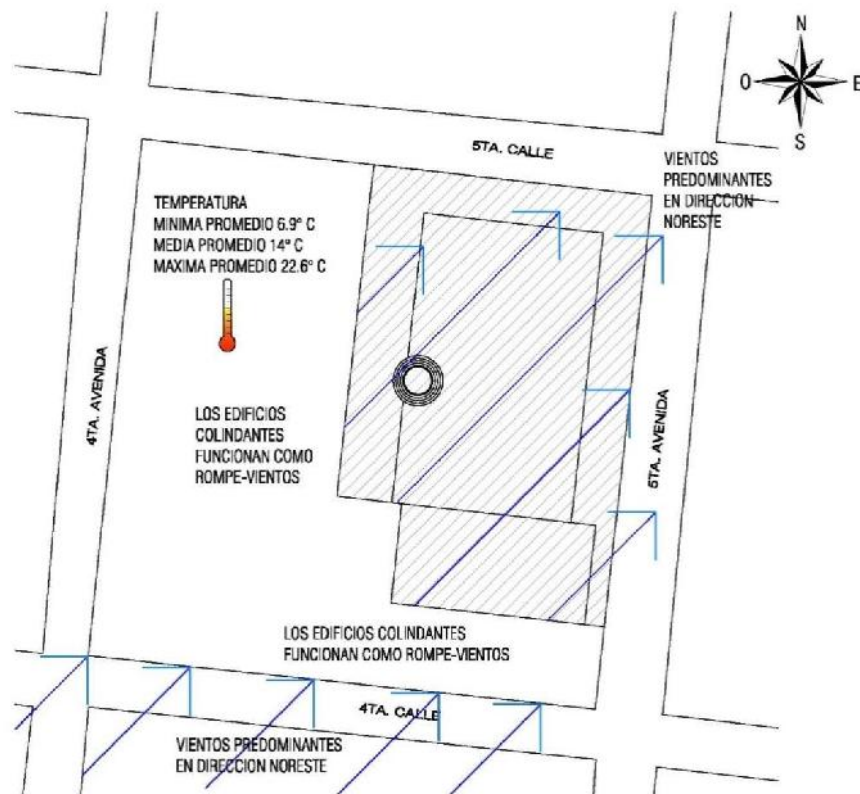 N
O
E
S
5TA. CALLE
VIENTOS
PREDOMINANTES
EN DIRECCION
NORESTE
TEMPERATURA
MINIMA PROMEDIO 6.9° C
MEDIA PROMEDIO 14° C
MAXIMA PROMEDIO 22.6° C
4TA. AVENIDA
LOS EDIFICIOS
COLINDANTES
FUNCIONAN COMO
ROMPE-VIENTOS
5TA. AVENIDA
LOS EDIFICIOS COLINDANTES
FUNCIONAN COMO ROMPE-VIENTOS
4TA. CALLE
VIENTOS PREDOMINANTES
EN DIRECCION NORESTE